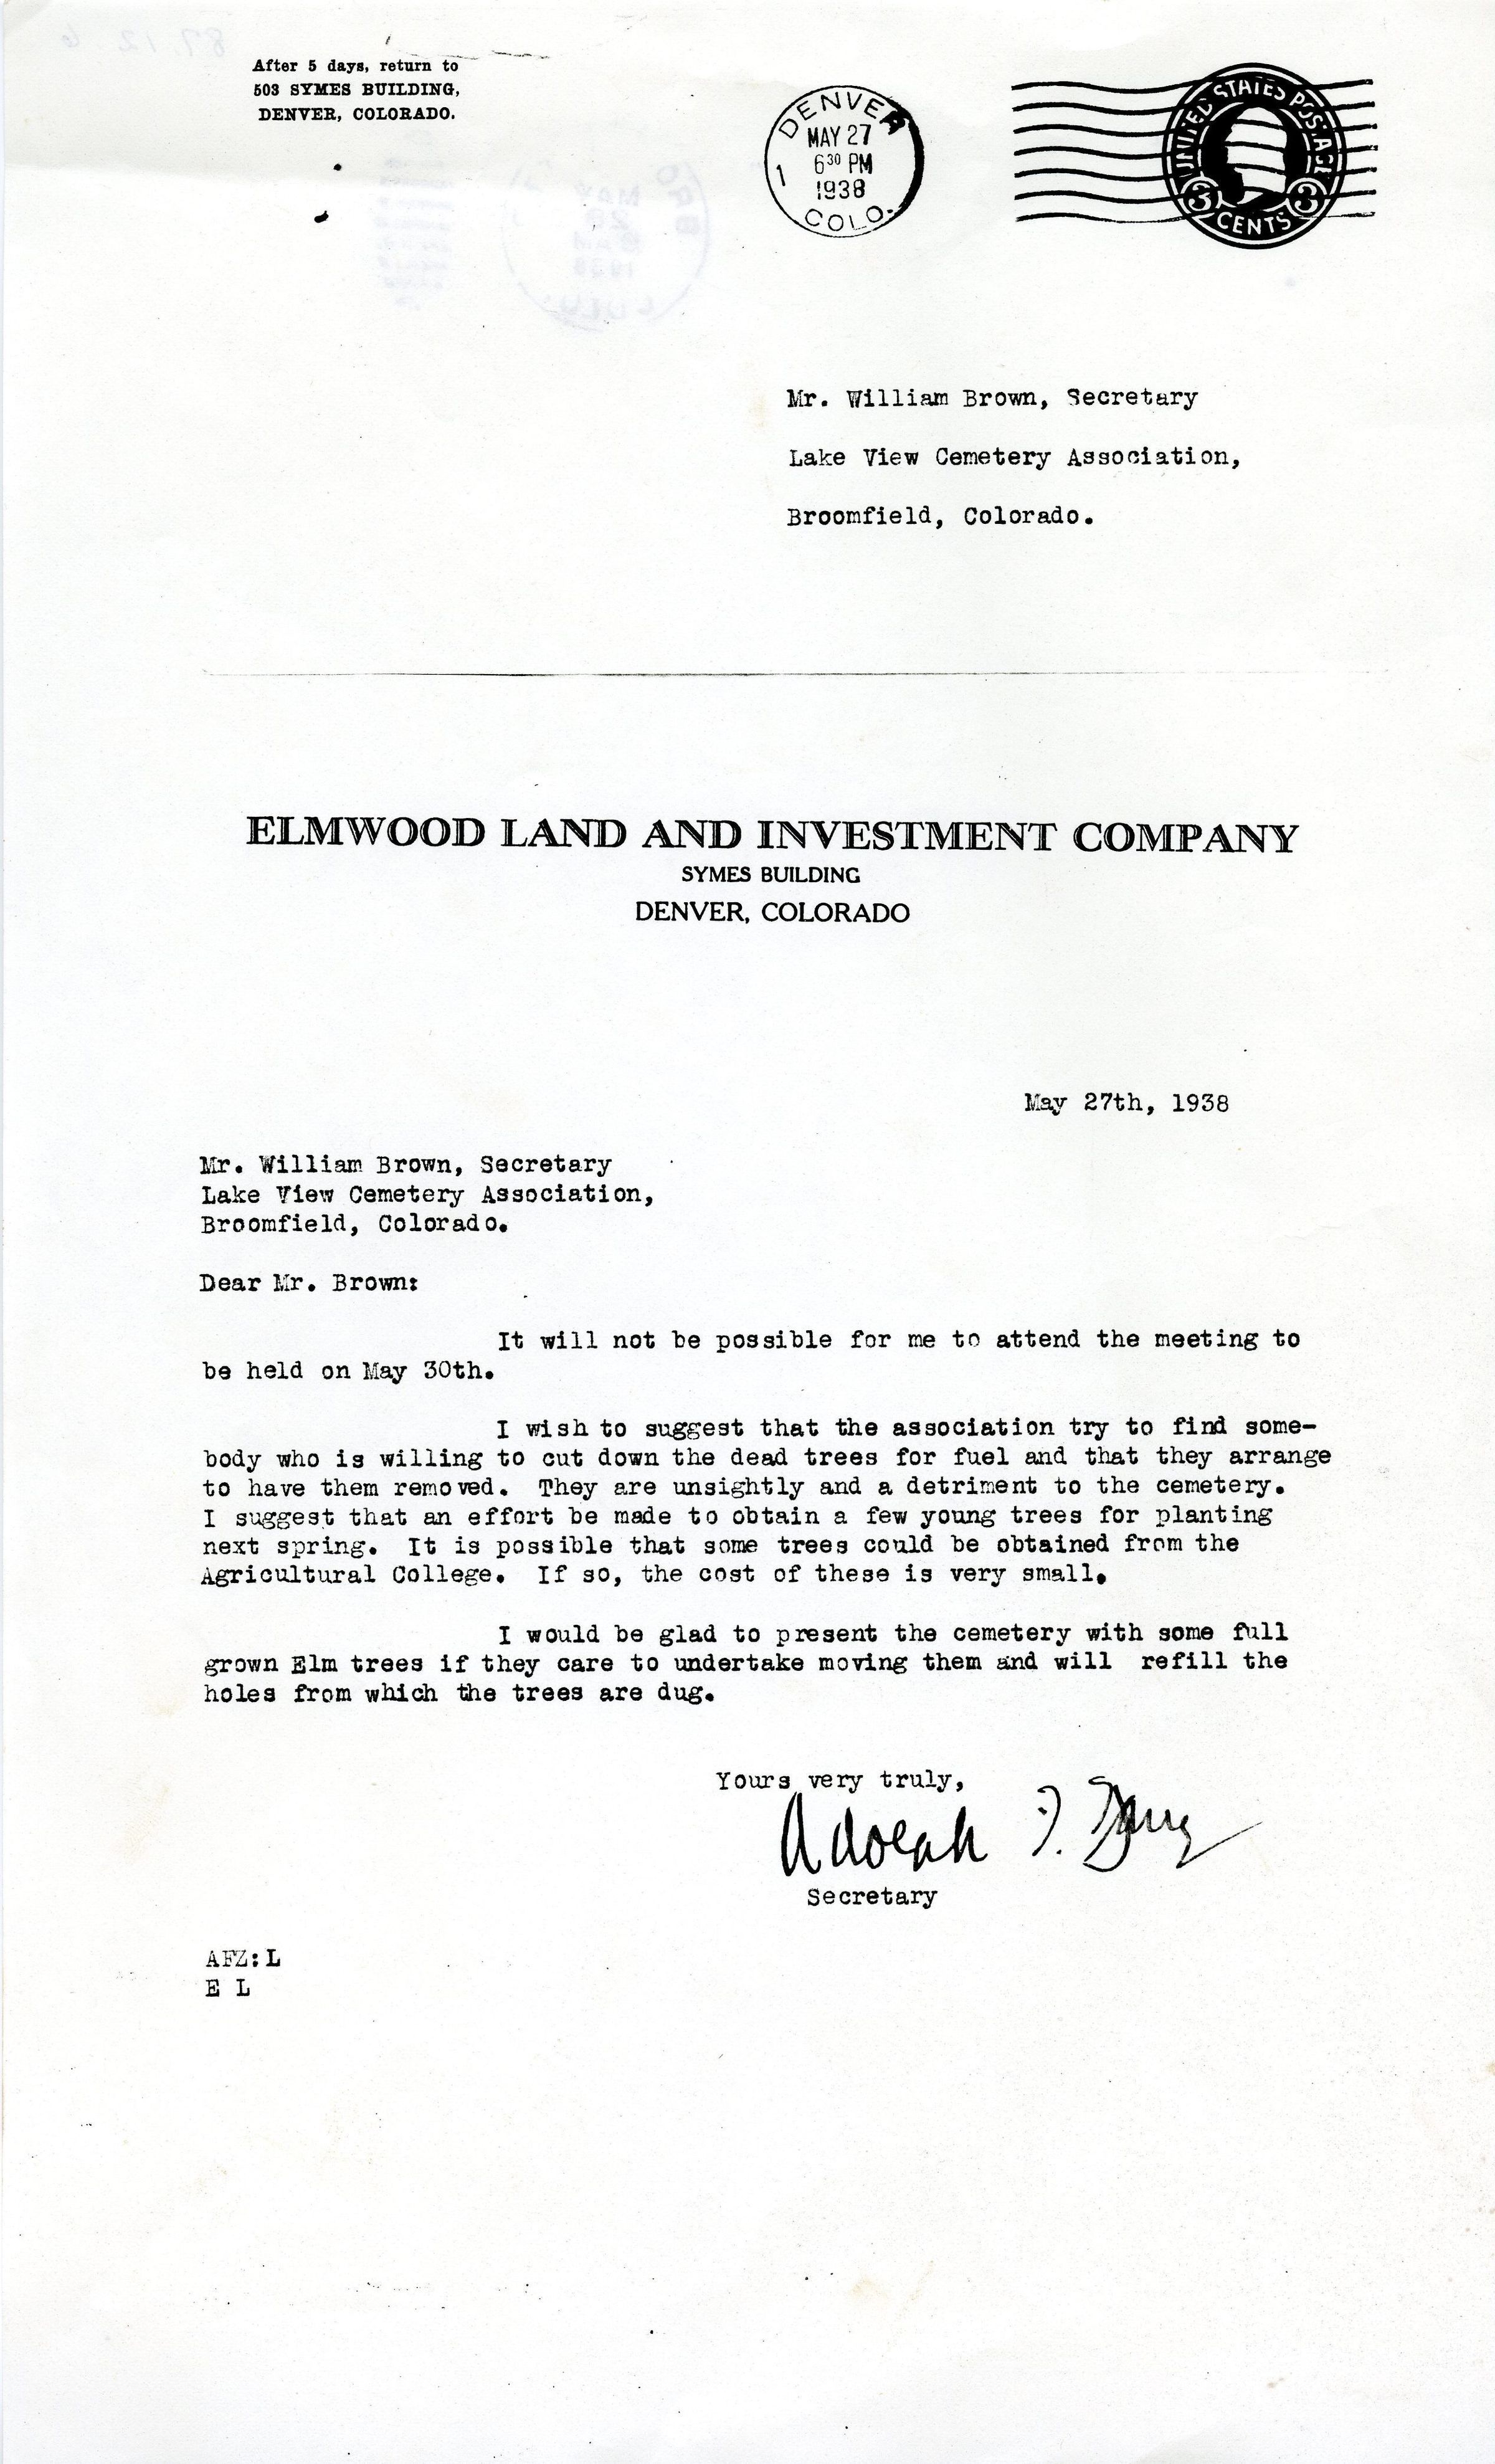 After 5 days, return to
503 SYMES BUILDING,
DENVER, COLORADO.
DENVER
MAY 27
6 30 PM
1938
1
COLO.
UNITED STATES POSTAGE
3 CENTS 3
Mr. William Brown, Secretary
Lake View Cemetery Association,
Broomfield, Colorado.
ELMWOOD LAND AND INVESTMENT COMPANY
SYMES BUILDING
DENVER, COLORADO
May 27th, 1938
Mr. William Brown, Secretary
Lake View Cemetery Association,
Broomfield, Colorado.
Dear Mr. Brown:
It will not be possible for me to attend the meeting to
be held on May 30th.
I wish to suggest that the association try to find some-
body who is willing to cut down the dead trees for fuel and that they arrange
to have them removed. They are unsightly and a detriment to the cemetery.
I suggest that an effort be made to obtain a few young trees for planting
next spring. It is possible that some trees could be obtained from the
Agricultural College. If so, the cost of these is very small.
I would be glad to present the cemetery with some full
grown Elm trees if they care to undertake moving them and will refill the
holes from which the trees are dug.
Yours very truly,
Adolph F.
Secretary
AFZ:L
E L